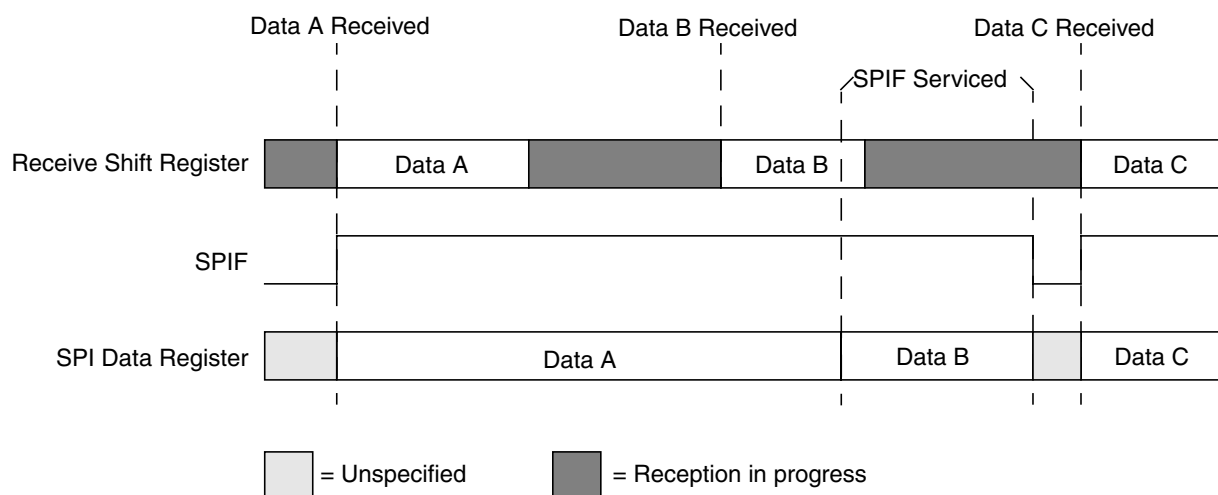 Data A Received
Data B Received
Data C Received
SPIF Serviced
Receive Shift Register
Data A
Data B
Data C
SPIF
SPI Data Register
Data A
Data B
Data C
= Unspecified
= Reception in progress